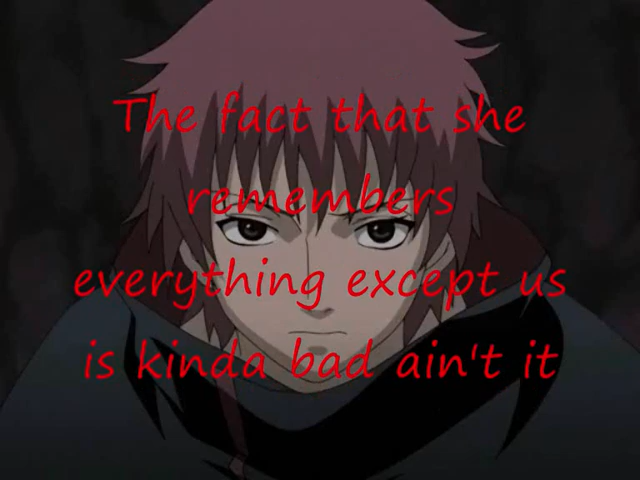 The fact that she
remembers
everything except us
is kinda bad ain't it